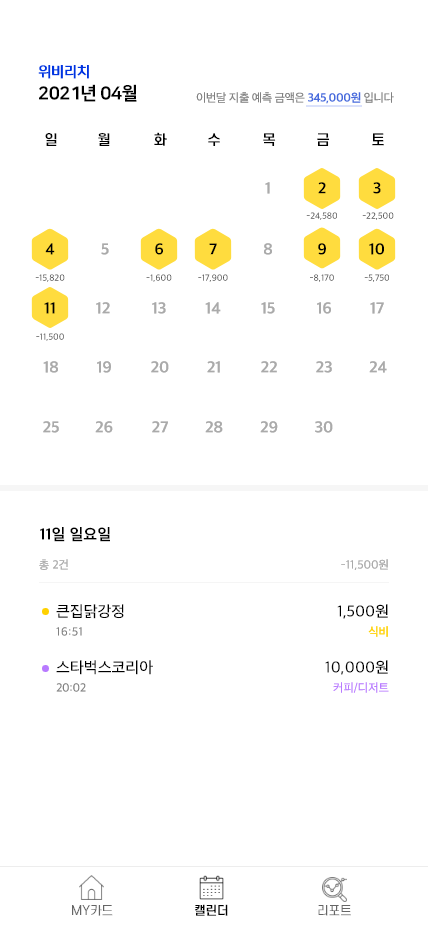 위비리치
2021년 04월
이번달 지출 예측 금액은 345,000원 입니다
일 월 화 수 목 금 토
1 2 3
-24,580 -22,500
4 5 6 7 8 9 10
-15,820 -1,600 -17,900 -8,170 -5,750
11 12 13 14 15 16 17
-11,500
18 19 20 21 22 23 24
25 26 27 28 29 30
11일 일요일
총 2건 -11,500원
큰집닭강정 1,500원
16:51 식비
스타벅스코리아 10,000원
20:02 커피/디저트
MY카드 캘린더 리포트